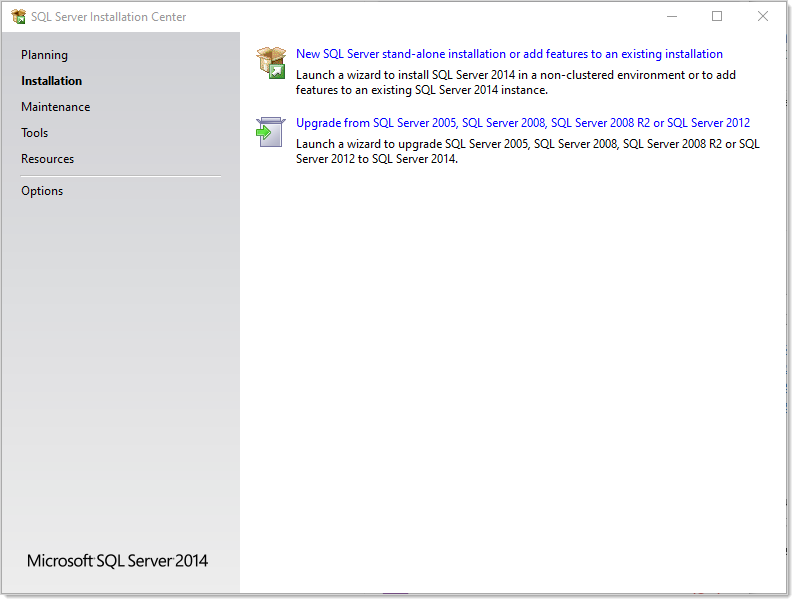 SQL Server Installation Center
Planning
Installation
Maintenance
Tools
Resources
Options
New SQL Server stand-alone installation or add features to an existing installation
Launch a wizard to install SQL Server 2014 in a non-clustered environment or to add
features to an existing SQL Server 2014 instance.
Upgrade from SQL Server 2005, SQL Server 2008, SQL Server 2008 R2 or SQL Server 2012
Launch a wizard to upgrade SQL Server 2005, SQL Server 2008, SQL Server 2008 R2 or SQL
Server 2012 to SQL Server 2014.
Microsoft SQL Server 2014